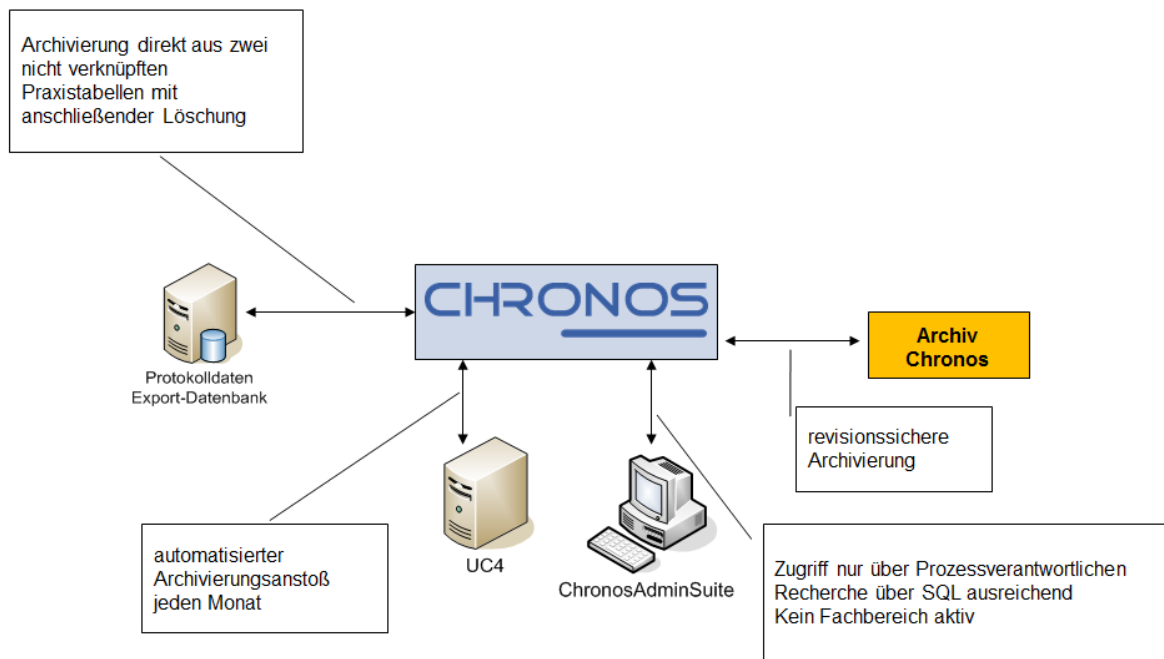 Archivierung direkt aus zwei
nicht verknüpften
Praxistabellen mit
anschließender Löschung
CHRONOS
Protokolldaten
Export-Datenbank
Archiv
Chronos
revisionssichere
Archivierung
automatisierter
Archivierungsanstoß
jeden Monat
UC4
ChronosAdminSuite
Zugriff nur über Prozessverantwortlichen
Recherche über SQL ausreichend
Kein Fachbereich aktiv